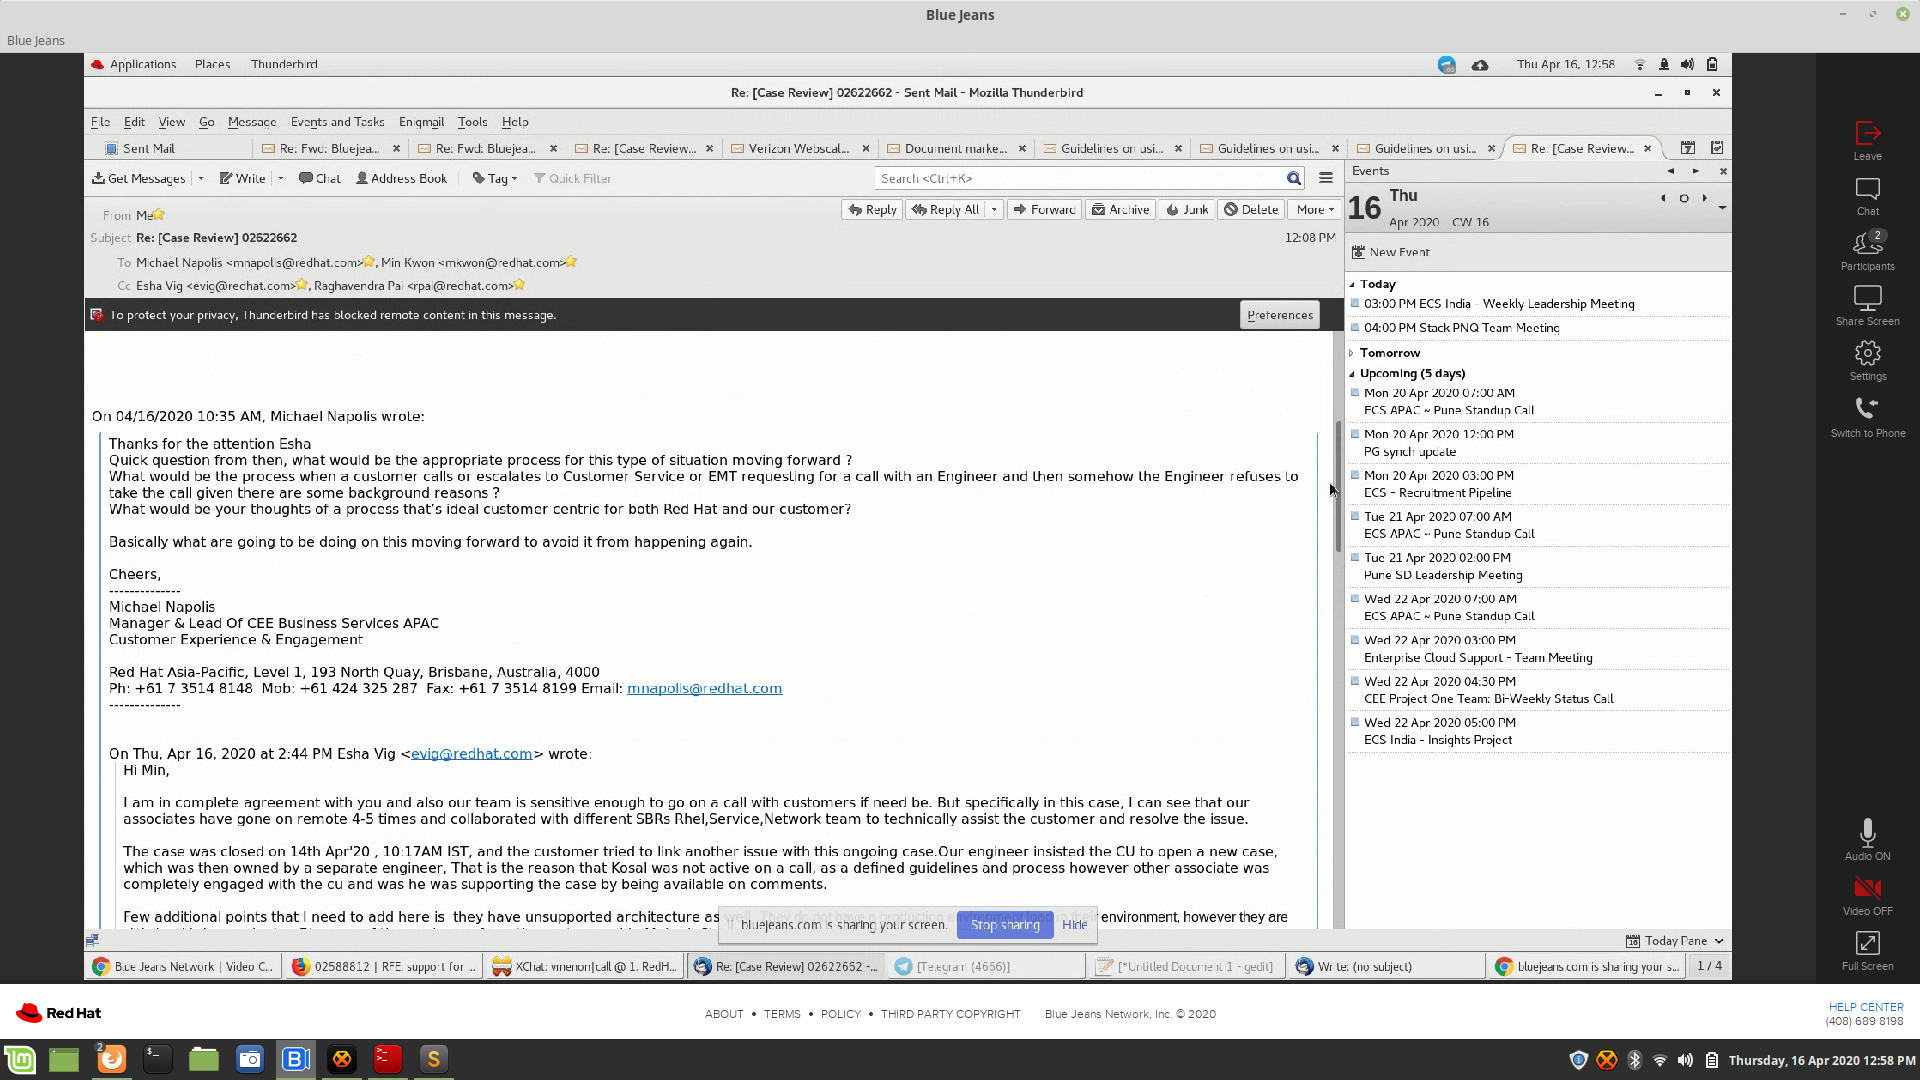 Blue Jeans
Blue Jeans
Applications Places Thunderbird Thu Apr 16, 12:58
Re: [Case Review] 02622662 - Sent Mail - Mozilla Thunderbird
File Edit View Go Message Events and Tasks Enigmail Tools Help
Sent Mail Re: Fwd: Bluejea... Re: Fwd: Bluejea... Re: [Case Review... Verizon Webscal... Document marke... Guidelines on usi... Guidelines on usi... Guidelines on usi... Re: [Case Review...
Get Messages Write Chat Address Book Tag Quick Filter Search <Ctrl+K>
From Me
Reply Reply All Forward Archive Junk Delete More
Subject Re: [Case Review] 02622662 12:08 PM
To Michael Napolis <mnapolis@redhat.com>, Min Kwon <mkwon@redhat.com>
Cc Esha Vig <evig@redhat.com>, Raghavendra Pai <rpai@redhat.com>
To protect your privacy, Thunderbird has blocked remote content in this message. Preferences
On 04/16/2020 10:35 AM, Michael Napolis wrote:
Thanks for the attention Esha
Quick question from then, what would be the appropriate process for this type of situation moving forward ?
What would be the process when a customer calls or escalates to Customer Service or EMT requesting for a call with an Engineer and then somehow the Engineer refuses to
take the call given there are some background reasons ?
What would be your thoughts of a process that's ideal customer centric for both Red Hat and our customer?
Basically what are going to be doing on this moving forward to avoid it from happening again.
Cheers,
--------------
Michael Napolis
Manager & Lead Of CEE Business Services APAC
Customer Experience & Engagement
Red Hat Asia-Pacific, Level 1, 193 North Quay, Brisbane, Australia, 4000
Ph: +61 7 3514 8148 Mob: +61 424 325 287 Fax: +61 7 3514 8199 Email: mnapolis@redhat.com
--------------
On Thu, Apr 16, 2020 at 2:44 PM Esha Vig <evig@redhat.com> wrote:
Hi Min,
I am in complete agreement with you and also our team is sensitive enough to go on a call with customers if need be. But specifically in this case, I can see that our
associates have gone on remote 4-5 times and collaborated with different SBRs Rhel,Service,Network team to technically assist the customer and resolve the issue.
The case was closed on 14th Apr'20 , 10:17AM IST, and the customer tried to link another issue with this ongoing case.Our engineer insisted the CU to open a new case,
which was then owned by a separate engineer, That is the reason that Kosal was not active on a call, as a defined guidelines and process however other associate was
completely engaged with the cu and was he was supporting the case by being available on comments.
Few additional points that I need to add here is they have unsupported architecture as well. They do not have a production environment load in their environment, however they are
bluejeans.com is sharing your screen. Stop sharing Hide
Events
16 Thu
Apr 2020 CW 16
New Event
Today
03:00 PM ECS India - Weekly Leadership Meeting
04:00 PM Stack PNQ Team Meeting
Tomorrow
Upcoming (5 days)
Mon 20 Apr 2020 07:00 AM
ECS APAC ~ Pune Standup Call
Mon 20 Apr 2020 12:00 PM
PG synch update
Mon 20 Apr 2020 03:00 PM
ECS - Recruitment Pipeline
Tue 21 Apr 2020 07:00 AM
ECS APAC ~ Pune Standup Call
Tue 21 Apr 2020 02:00 PM
Pune SD Leadership Meeting
Wed 22 Apr 2020 07:00 AM
ECS APAC ~ Pune Standup Call
Wed 22 Apr 2020 03:00 PM
Enterprise Cloud Support - Team Meeting
Wed 22 Apr 2020 04:30 PM
CEE Project One Team: Bi-Weekly Status Call
Wed 22 Apr 2020 05:00 PM
ECS India - Insights Project
Today Pane
Leave
Chat
2
Participants
Share Screen
Settings
Switch to Phone
Audio ON
Video OFF
Full Screen
Blue Jeans Network | Video C... 02588812 | RFE: support for ... XChat: vmenon|call @ 1. RedH... Re: [Case Review] 02622662 -... [Telegram (4666)] [*Untitled Document 1 - gedit] Write: (no subject) bluejeans.com is sharing your s... 1 / 4
Red Hat ABOUT • TERMS • POLICY • THIRD PARTY COPYRIGHT Blue Jeans Network, Inc. © 2020
HELP CENTER
(408) 689 8198
2
Thursday, 16 Apr 2020 12:58 PM